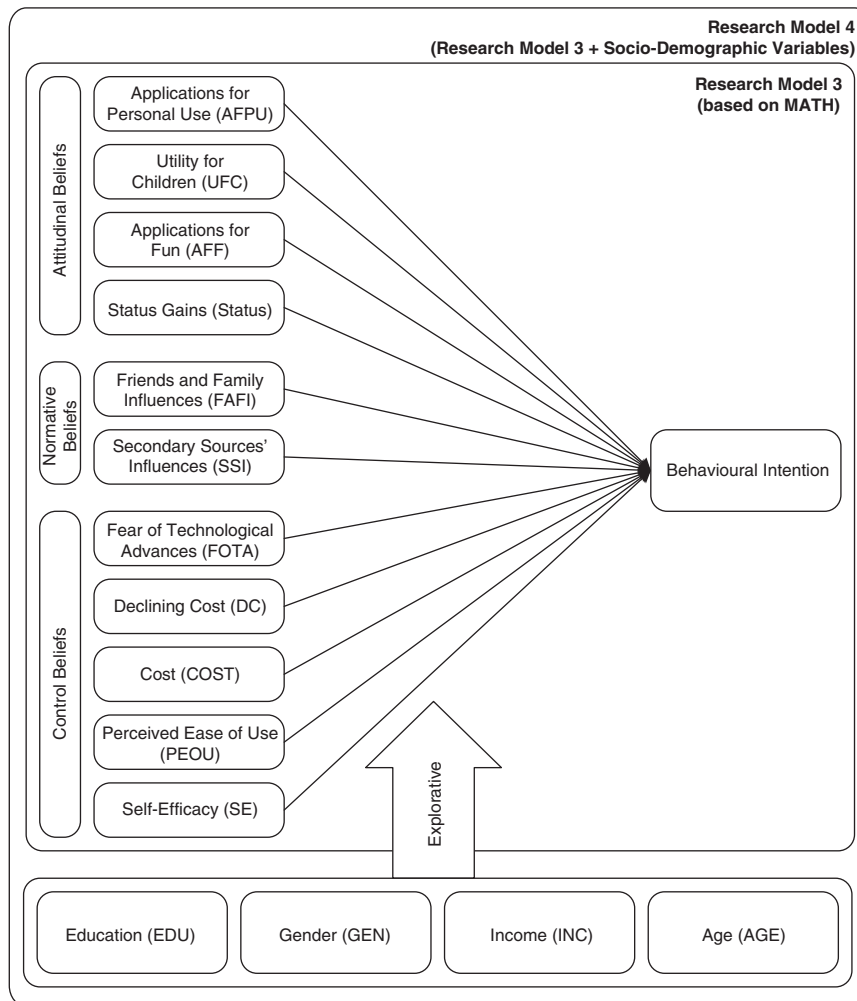 Research Model 4
(Research Model 3 + Socio-Demographic Variables)
Research Model 3
(based on MATH)
Attitudinal Beliefs
Applications for
Personal Use (AFPU)
Utility for
Children (UFC)
Applications for
Fun (AFF)
Status Gains (Status)
Normative
Beliefs
Friends and Family
Influences (FAFI)
Secondary Sources'
Influences (SSI)
Behavioural Intention
Control Beliefs
Fear of Technological
Advances (FOTA)
Declining Cost (DC)
Cost (COST)
Perceived Ease of Use
(PEOU)
Self-Efficacy (SE)
Explorative
Education (EDU)
Gender (GEN)
Income (INC)
Age (AGE)